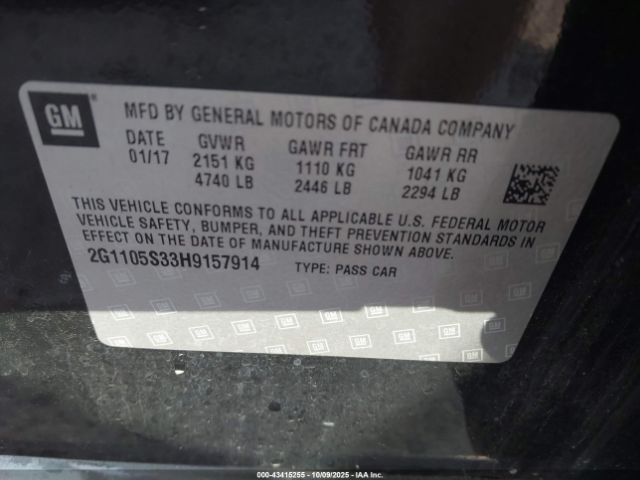 GM ®
MFD BY GENERAL MOTORS OF CANADA COMPANY
DATE GVWR GAWR FRT GAWR RR
01/17 2151 KG 1110 KG 1041 KG
4740 LB 2446 LB 2294 LB
THIS VEHICLE CONFORMS TO ALL APPLICABLE U.S. FEDERAL MOTOR
VEHICLE SAFETY, BUMPER, AND THEFT PREVENTION STANDARDS IN
EFFECT ON THE DATE OF MANUFACTURE SHOWN ABOVE.
2G1105S33H9157914 TYPE: PASS CAR
000-43415255 - 10/09/2025 - IAA.com